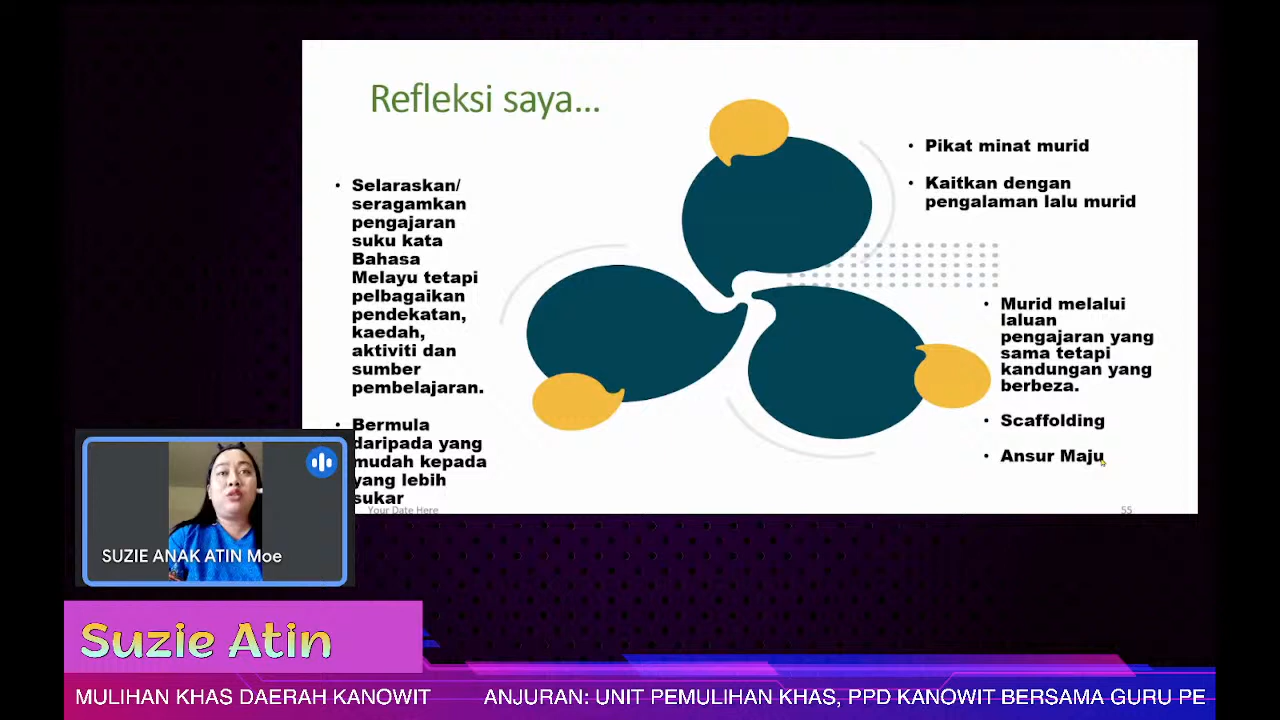 Refleksi saya...
• Selaraskan/
seragamkan
pengajaran
suku kata
Bahasa
Melayu tetapi
pelbagaikan
pendekatan,
kaedah,
aktiviti dan
sumber
pembelajaran.
• Bermula
daripada yang
mudah kepada
yang lebih
sukar
• Pikat minat murid
• Kaitkan dengan
pengalaman lalu murid
• Murid melalui
laluan
pengajaran yang
sama tetapi
kandungan yang
berbeza.
• Scaffolding
• Ansur Maju
Your Date Here
55
SUZIE ANAK ATIN Moe
Suzie Atin
MULIHAN KHAS DAERAH KANOWIT ANJURAN: UNIT PEMULIHAN KHAS, PPD KANOWIT BERSAMA GURU PE